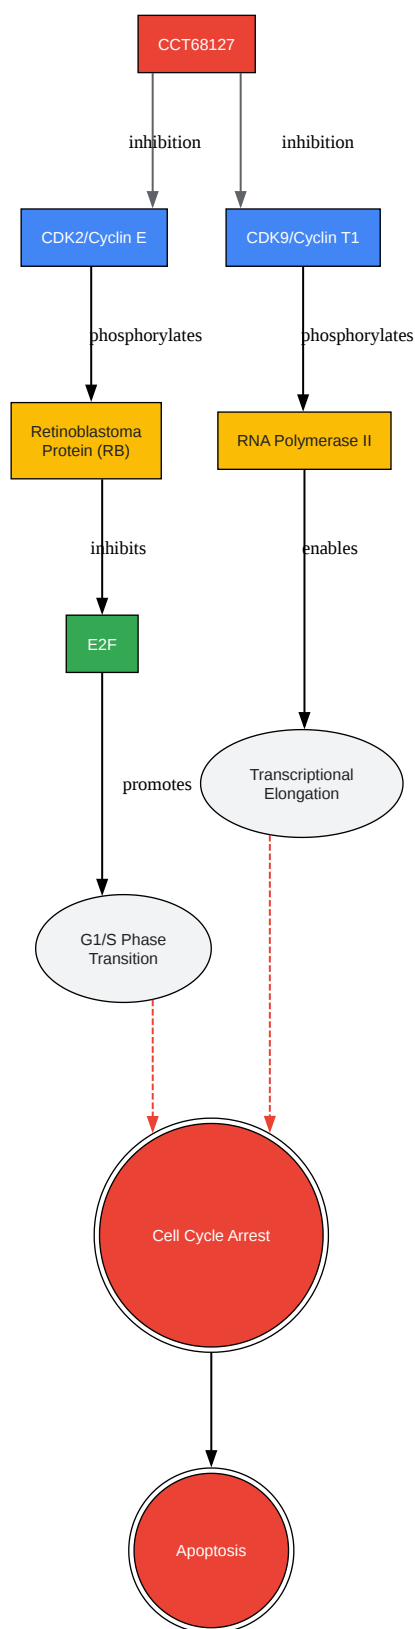 CCT68127
inhibition
inhibition
CDK2/Cyclin E
CDK9/Cyclin T1
phosphorylates
phosphorylates
Retinoblastoma
Protein (RB)
RNA Polymerase II
inhibits
enables
E2F
promotes
Transcriptional
Elongation
G1/S Phase
Transition
Cell Cycle Arrest
Apoptosis